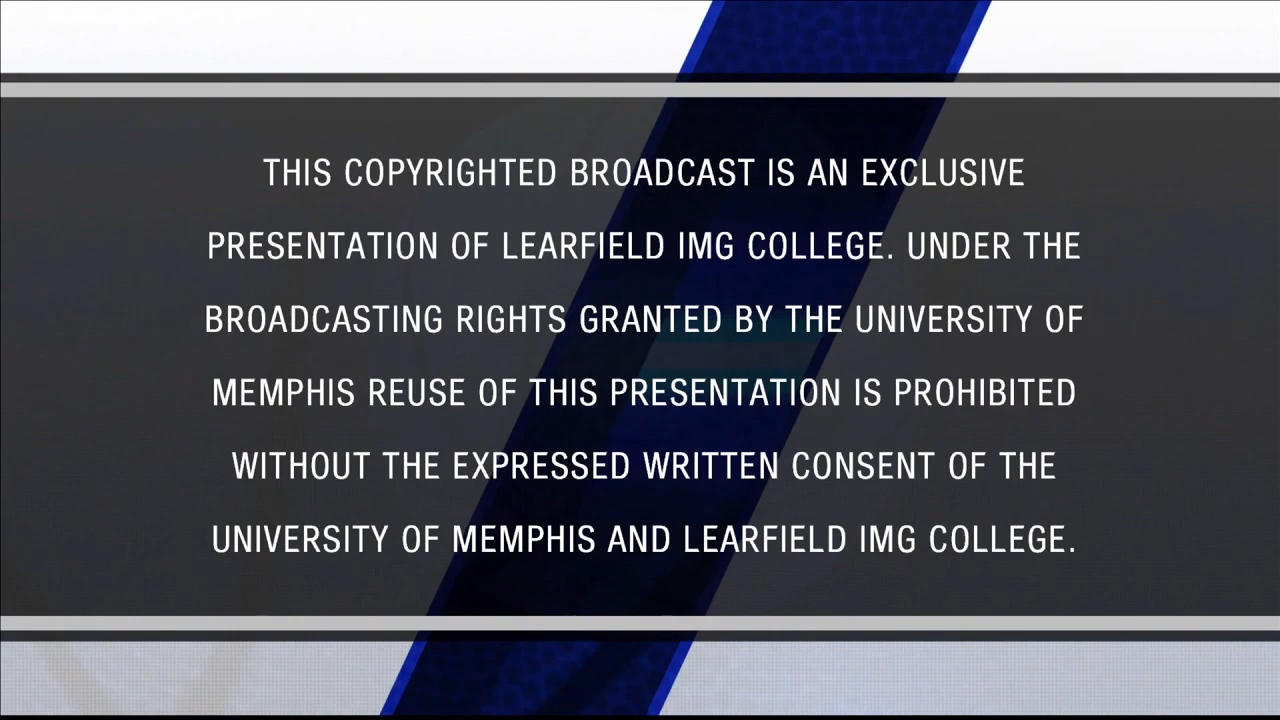 THIS COPYRIGHTED BROADCAST IS AN EXCLUSIVE
PRESENTATION OF LEARFIELD IMG COLLEGE. UNDER THE
BROADCASTING RIGHTS GRANTED BY THE UNIVERSITY OF
MEMPHIS REUSE OF THIS PRESENTATION IS PROHIBITED
WITHOUT THE EXPRESSED WRITTEN CONSENT OF THE
UNIVERSITY OF MEMPHIS AND LEARFIELD IMG COLLEGE.